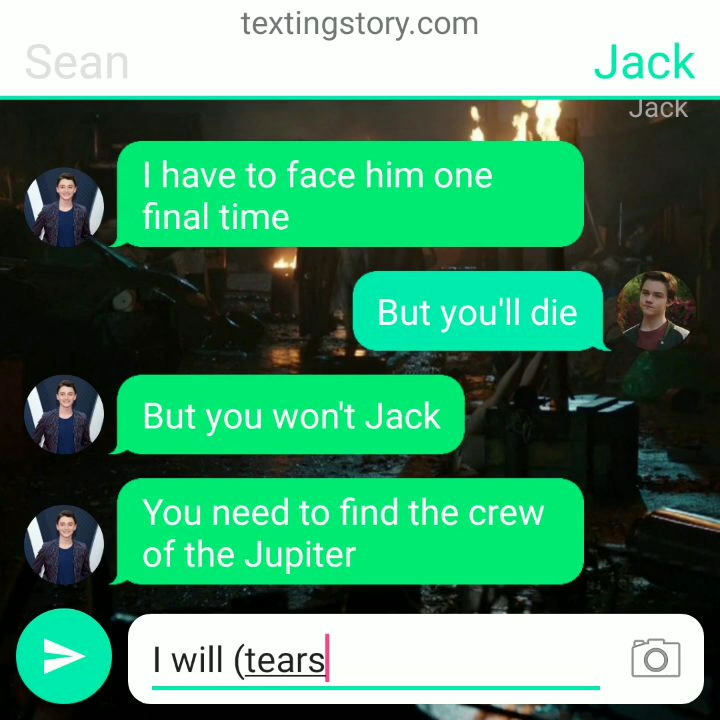 textingstory.com
Sean
Jack
Jack
I have to face him one
final time
But you'll die
But you won't Jack
You need to find the crew
of the Jupiter
I will (tears